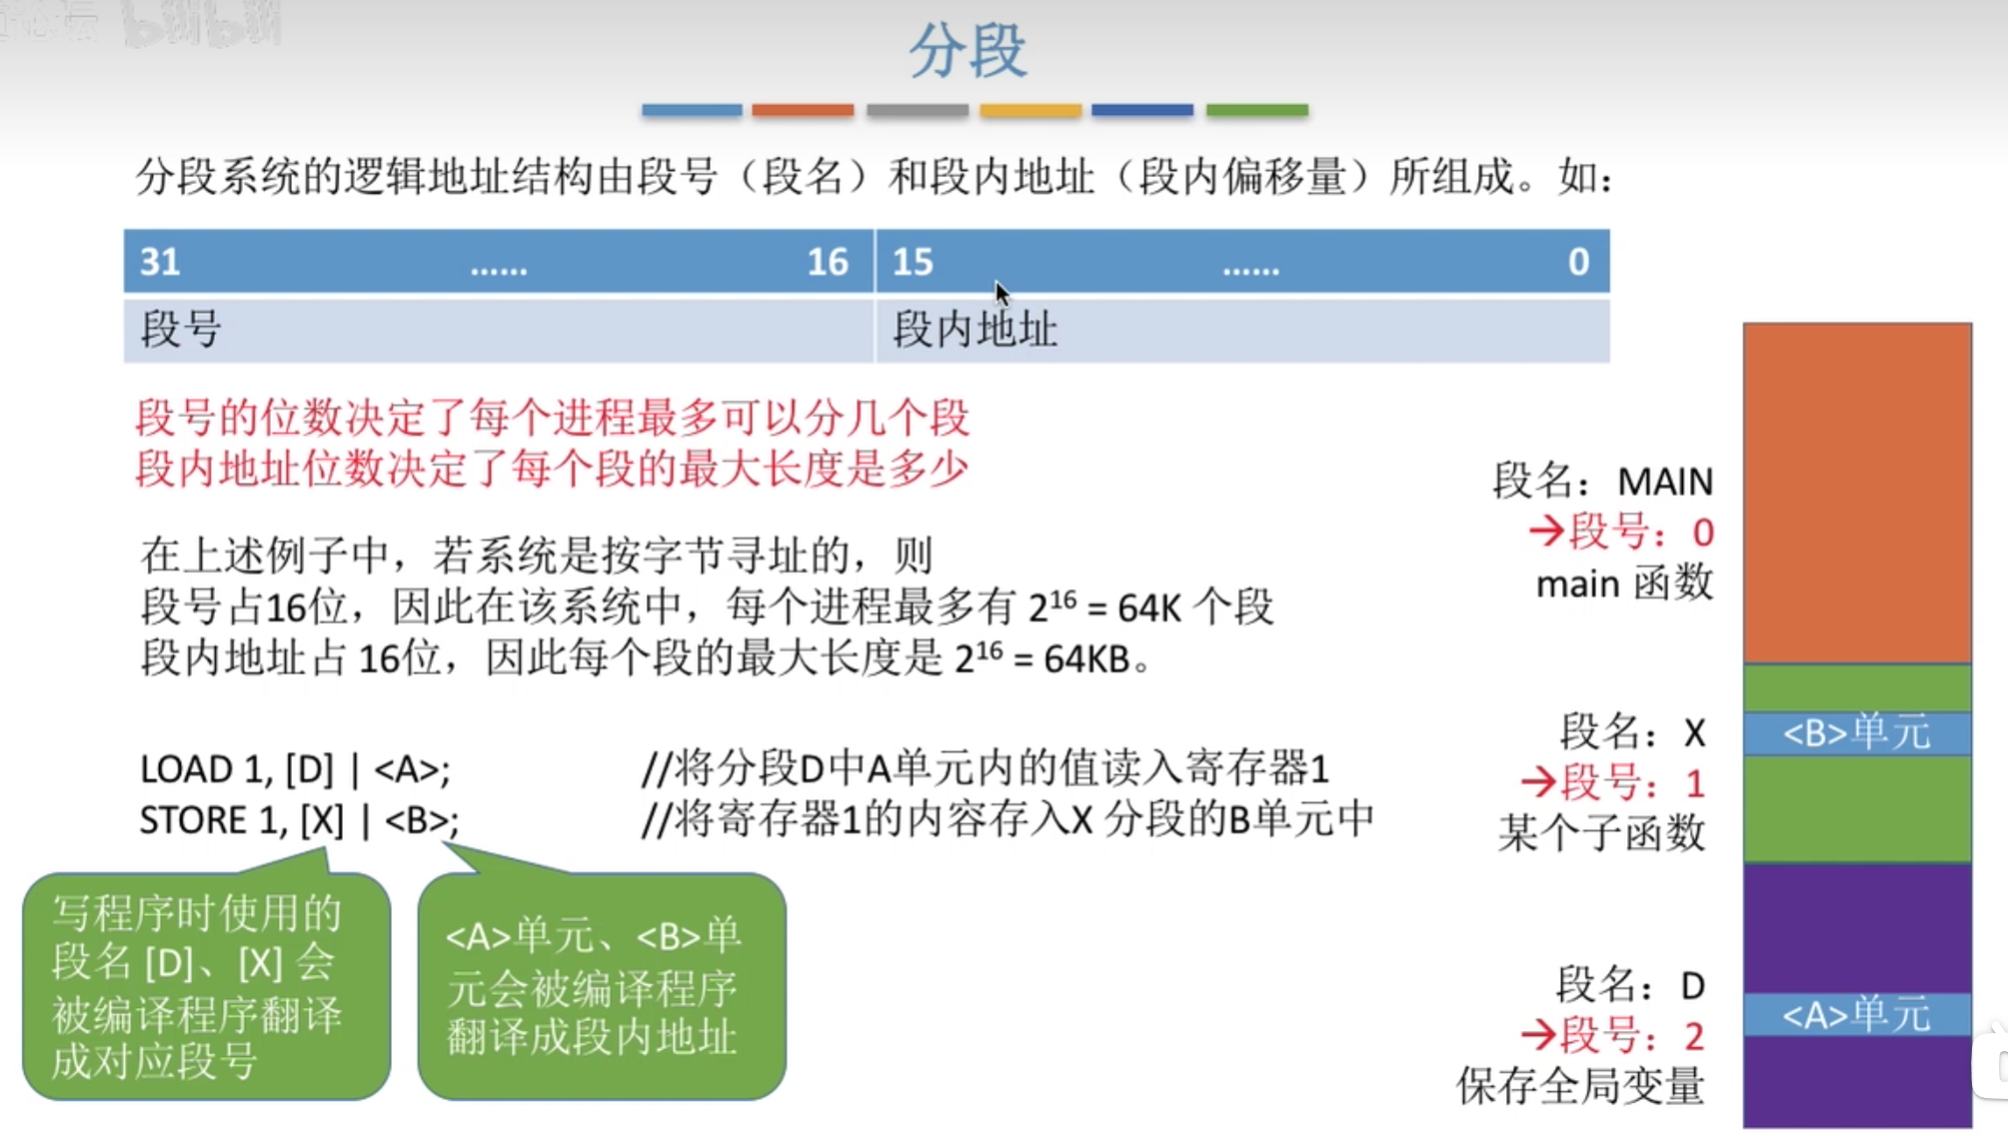 分段
分段系统的逻辑地址结构由段号（段名）和段内地址（段内偏移量）所组成。如：
31 ...... 16 15 ...... 0
段号 段内地址
段号的位数决定了每个进程最多可以分几个段
段内地址位数决定了每个段的最大长度是多少
在上述例子中，若系统是按字节寻址的，则
段号占16位，因此在该系统中，每个进程最多有 2¹⁶ = 64K 个段
段内地址占 16位，因此每个段的最大长度是 2¹⁶ = 64KB。
LOAD 1, [D] | <A>; //将分段D中A单元内的值读入寄存器1
STORE 1, [X] | <B>; //将寄存器1的内容存入X 分段的B单元中
写程序时使用的
段名 [D]、[X] 会
被编译程序翻译
成对应段号
<A>单元、<B>单
元会被编译程序
翻译成段内地址
段名：MAIN
→段号：0
main 函数
段名：X
→段号：1
某个子函数
<B>单元
段名：D
→段号：2
保存全局变量
<A>单元
bilibili